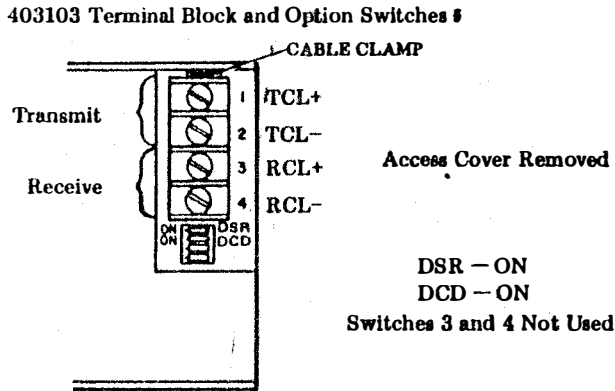 403103 Terminal Block and Option Switches
CABLE CLAMP
Transmit
1 TCL+
2 TCL-
Receive
3 RCL+
4 RCL-
Access Cover Removed
ON DSR
ON DCD
DSR — ON
DCD — ON
Switches 3 and 4 Not Used